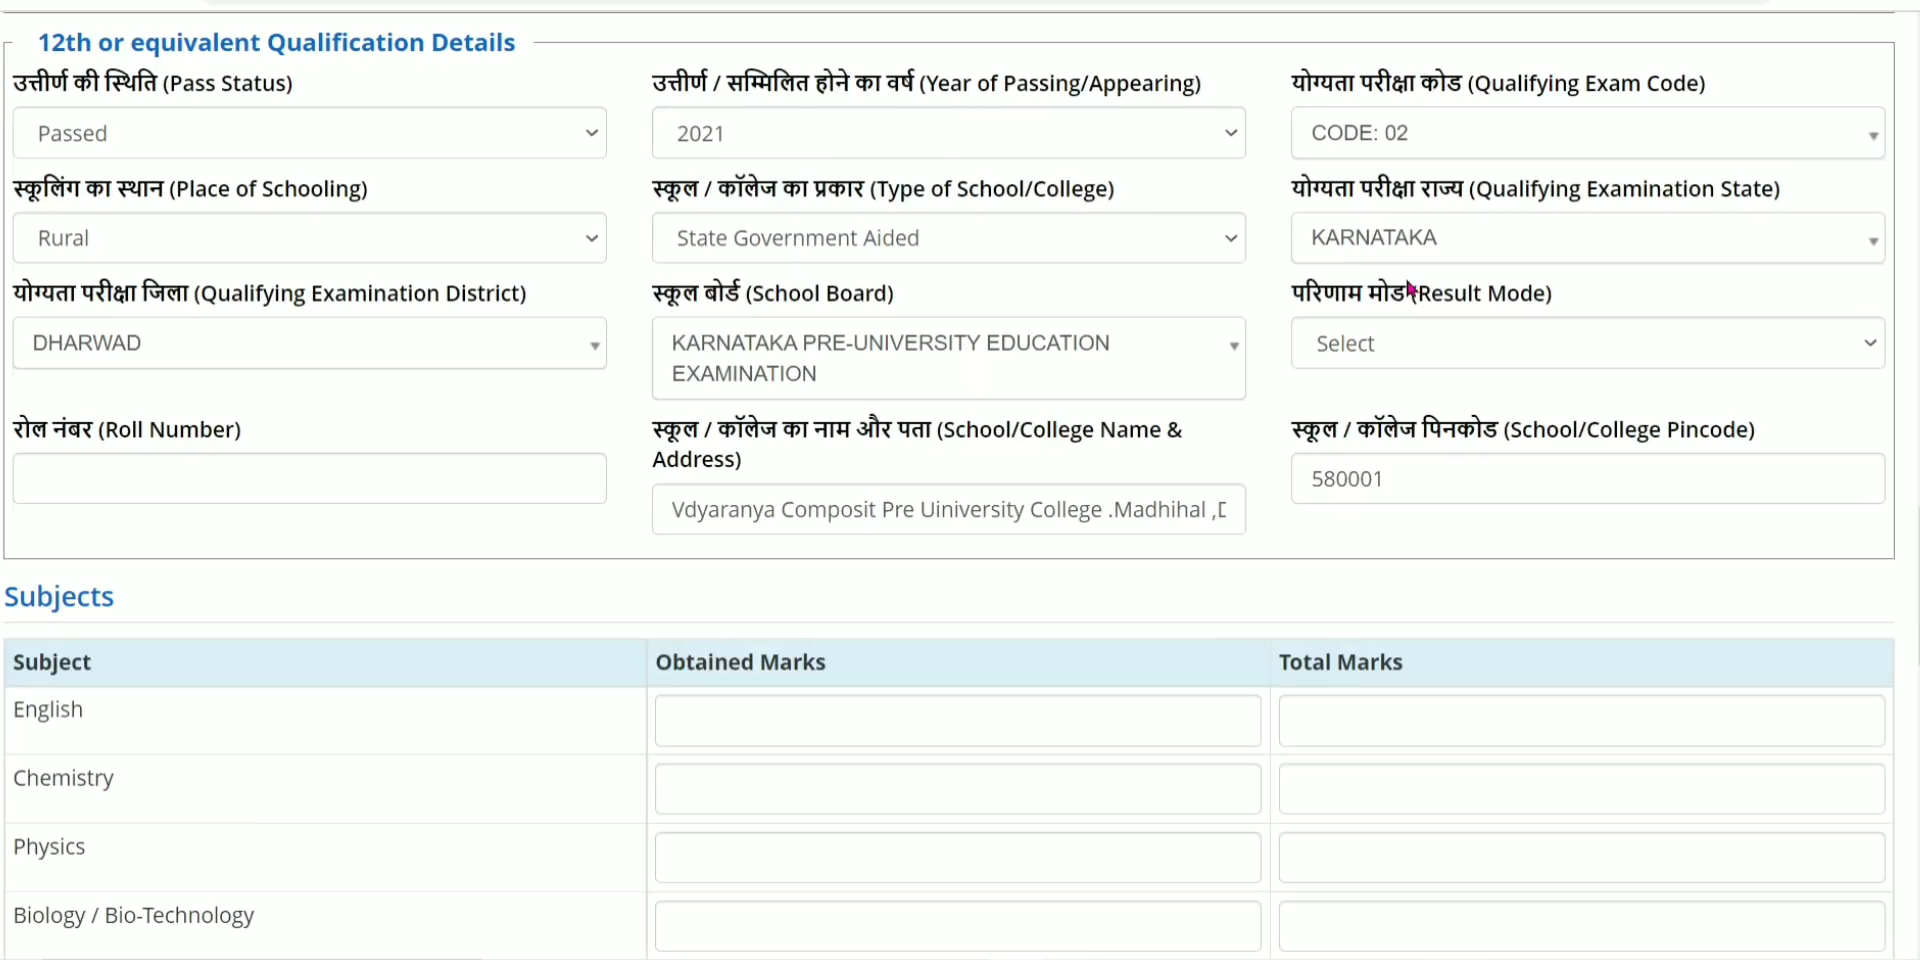 12th or equivalent Qualification Details
उत्तीर्ण की स्थिति (Pass Status)
उत्तीर्ण / सम्मिलित होने का वर्ष (Year of Passing/Appearing)
योग्यता परीक्षा कोड (Qualifying Exam Code)
Passed
2021
CODE: 02
स्कूलिंग का स्थान (Place of Schooling)
स्कूल / कॉलेज का प्रकार (Type of School/College)
योग्यता परीक्षा राज्य (Qualifying Examination State)
Rural
State Government Aided
KARNATAKA
योग्यता परीक्षा जिला (Qualifying Examination District)
स्कूल बोर्ड (School Board)
परिणाम मोड (Result Mode)
DHARWAD
KARNATAKA PRE-UNIVERSITY EDUCATION
EXAMINATION
Select
रोल नंबर (Roll Number)
स्कूल / कॉलेज का नाम और पता (School/College Name &
Address)
स्कूल / कॉलेज पिनकोड (School/College Pincode)
580001
Vdyaranya Composit Pre Uiniversity College .Madhihal ,D
Subjects
Subject
Obtained Marks
Total Marks
English
Chemistry
Physics
Biology / Bio-Technology